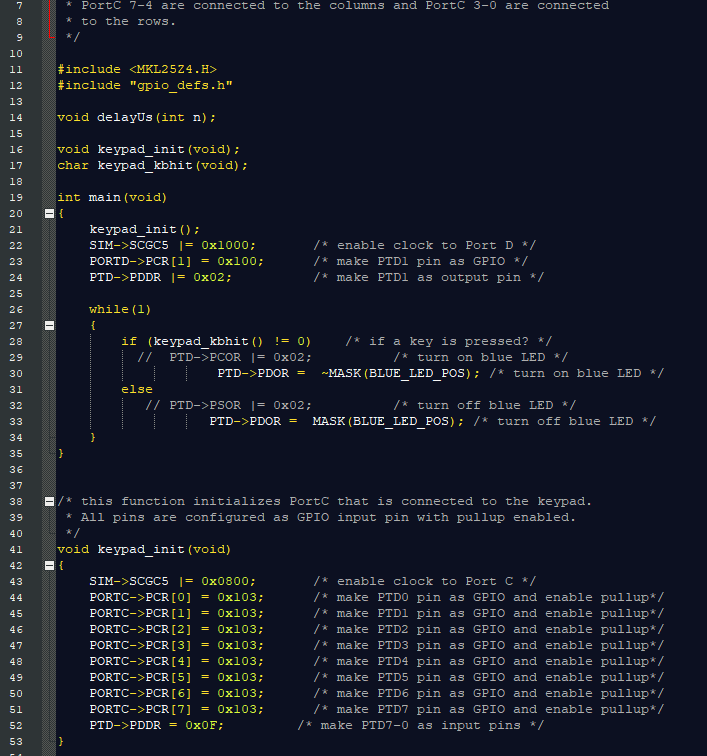 7 * PortC 7-4 are connected to the columns and PortC 3-0 are connected
8 * to the rows.
9 */
10
11 #include <MKL25Z4.H>
12 #include "gpio_defs.h"
13
14 void delayUs(int n);
15
16 void keypad_init(void);
17 char keypad_kbhit(void);
18
19 int main(void)
20 {
21 keypad_init();
22 SIM->SCGC5 |= 0x1000; /* enable clock to Port D */
23 PORTD->PCR[1] = 0x100; /* make PTD1 pin as GPIO */
24 PTD->PDDR |= 0x02; /* make PTD1 as output pin */
25
26 while(1)
27 {
28 if (keypad_kbhit() != 0) /* if a key is pressed? */
29 // PTD->PCOR |= 0x02; /* turn on blue LED */
30 PTD->PDOR = ~MASK(BLUE_LED_POS); /* turn on blue LED */
31 else
32 // PTD->PSOR |= 0x02; /* turn off blue LED */
33 PTD->PDOR = MASK(BLUE_LED_POS); /* turn off blue LED */
34 }
35 }
36
37
38 /* this function initializes PortC that is connected to the keypad.
39 * All pins are configured as GPIO input pin with pullup enabled.
40 */
41 void keypad_init(void)
42 {
43 SIM->SCGC5 |= 0x0800; /* enable clock to Port C */
44 PORTC->PCR[0] = 0x103; /* make PTD0 pin as GPIO and enable pullup*/
45 PORTC->PCR[1] = 0x103; /* make PTD1 pin as GPIO and enable pullup*/
46 PORTC->PCR[2] = 0x103; /* make PTD2 pin as GPIO and enable pullup*/
47 PORTC->PCR[3] = 0x103; /* make PTD3 pin as GPIO and enable pullup*/
48 PORTC->PCR[4] = 0x103; /* make PTD4 pin as GPIO and enable pullup*/
49 PORTC->PCR[5] = 0x103; /* make PTD5 pin as GPIO and enable pullup*/
50 PORTC->PCR[6] = 0x103; /* make PTD6 pin as GPIO and enable pullup*/
51 PORTC->PCR[7] = 0x103; /* make PTD7 pin as GPIO and enable pullup*/
52 PTD->PDDR = 0x0F; /* make PTD7-0 as input pins */
53 }